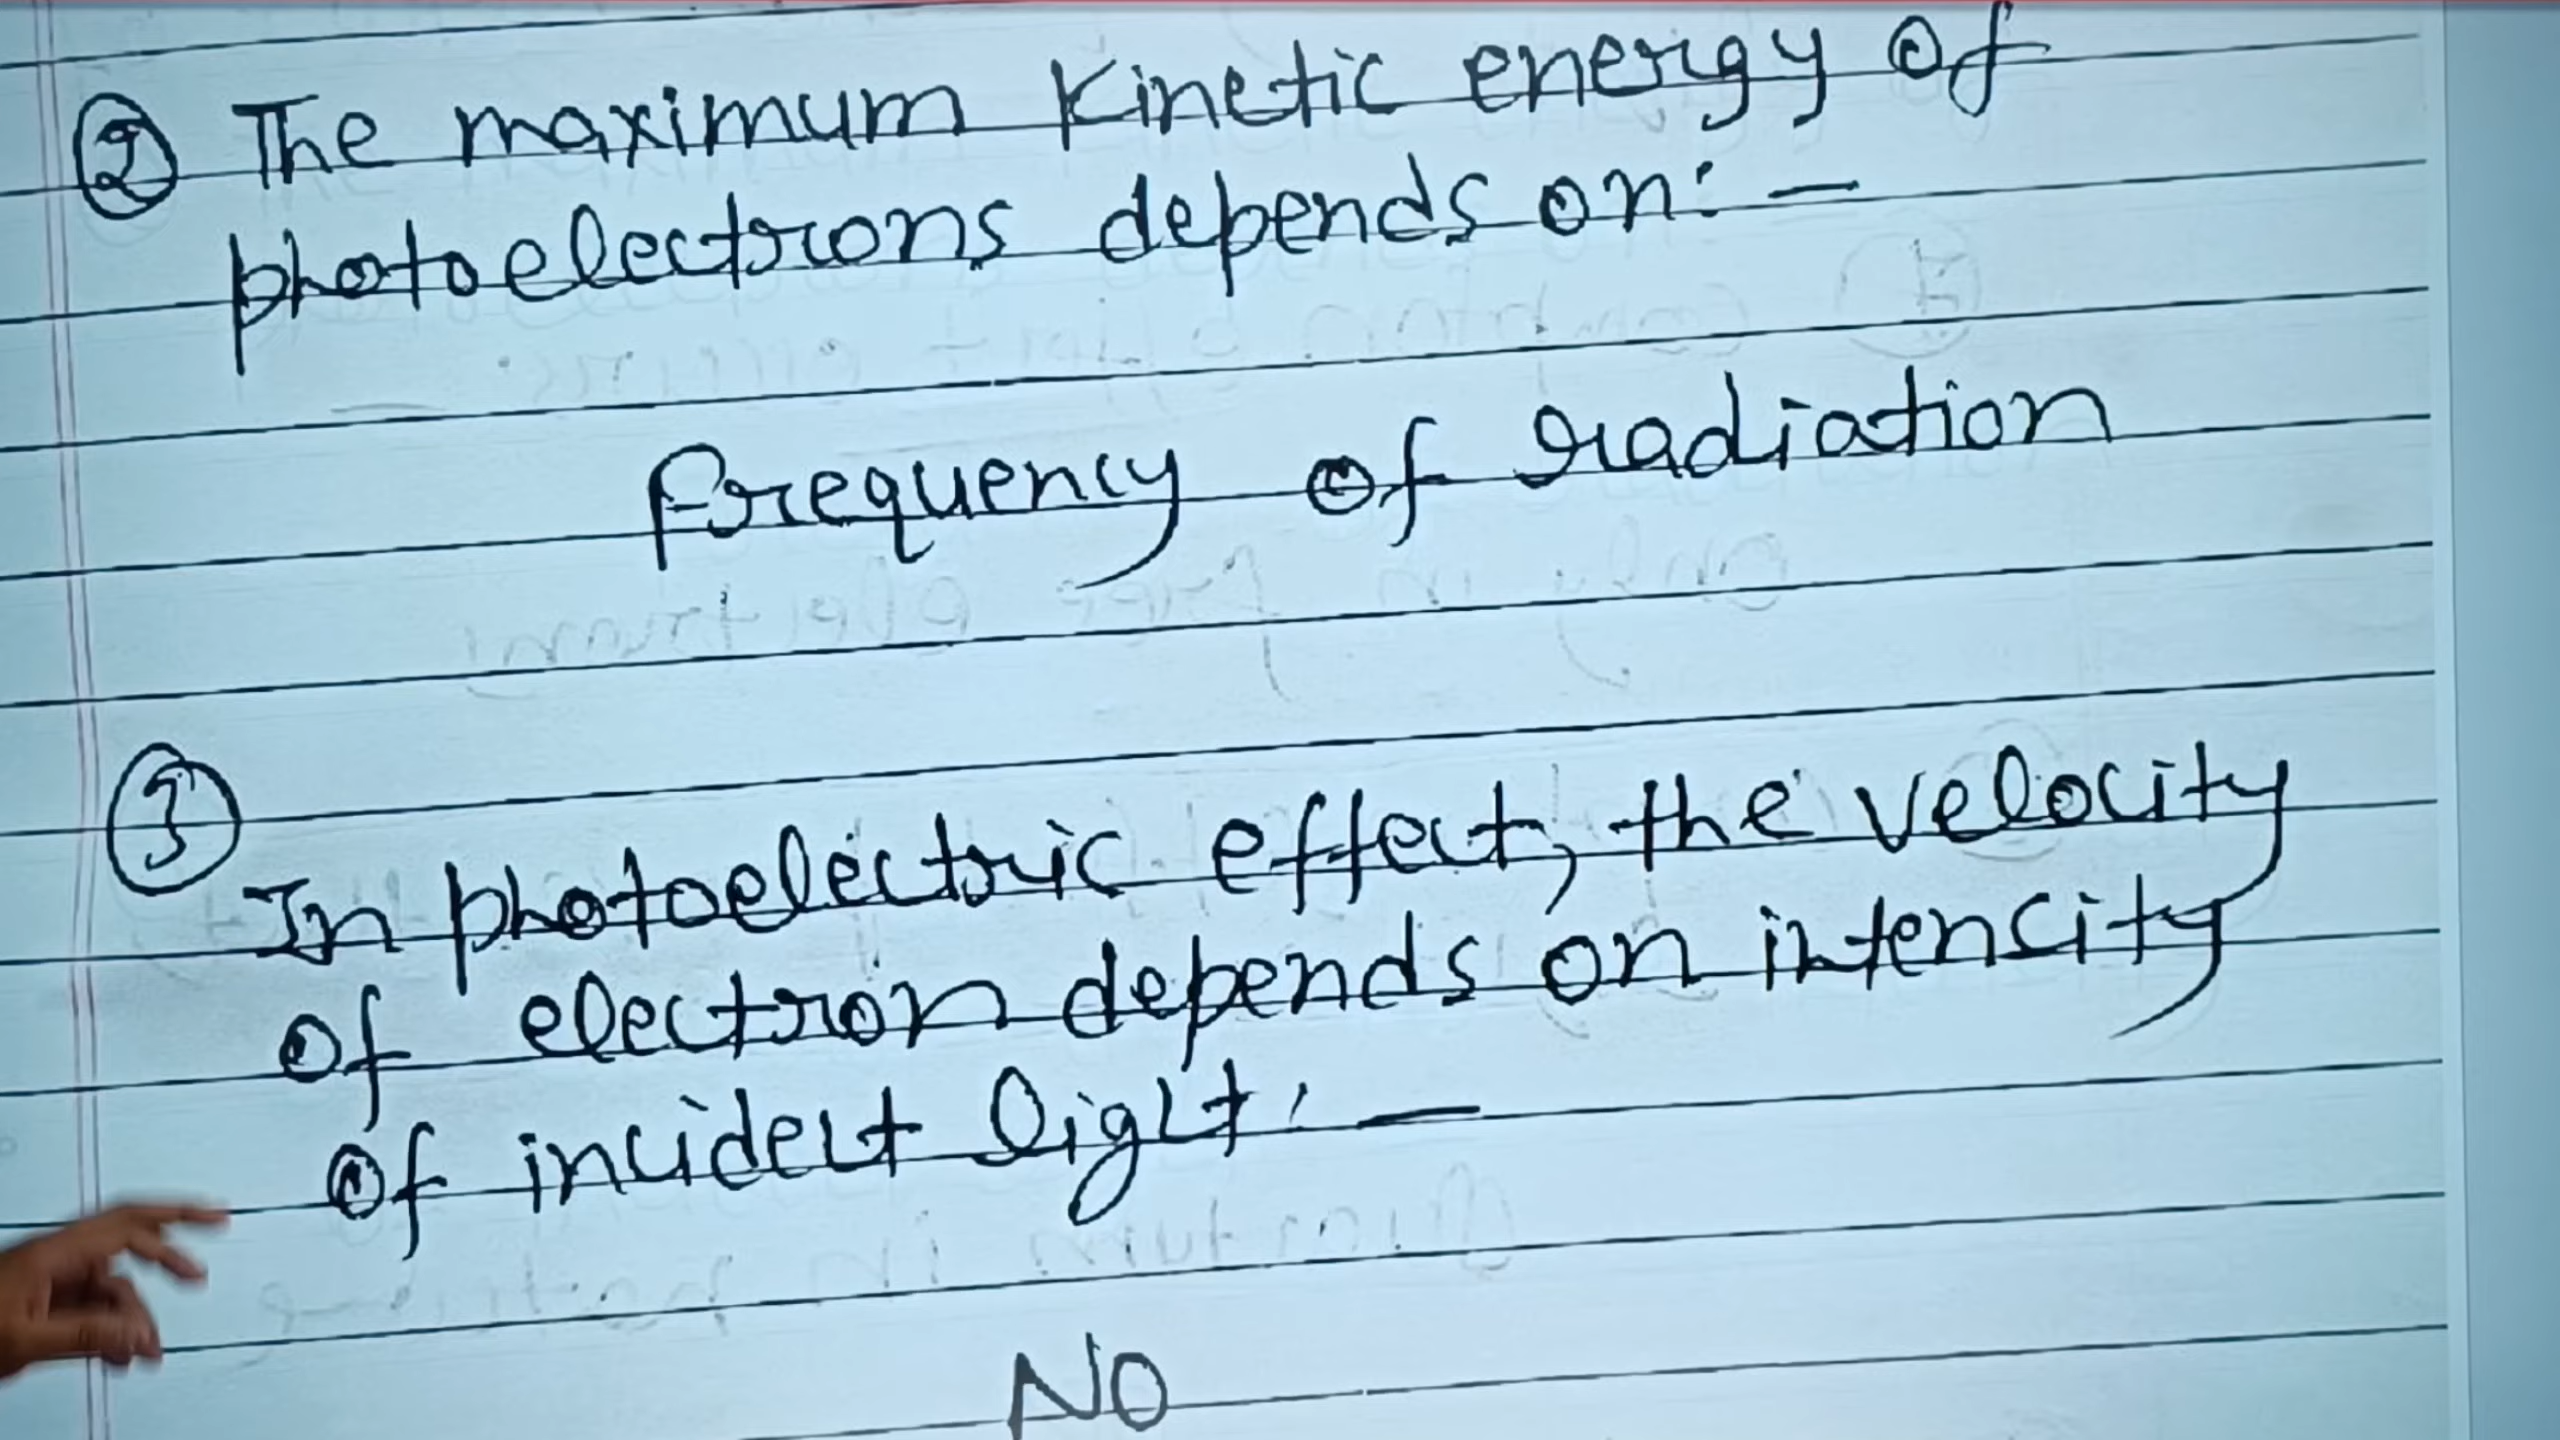 ② The maximum Kinetic energy of
photoelectrons depends on: —
frequency of radiation
③
In photoelectric effect, the velocity
of electron depends on intencity
of incident light: —
NO